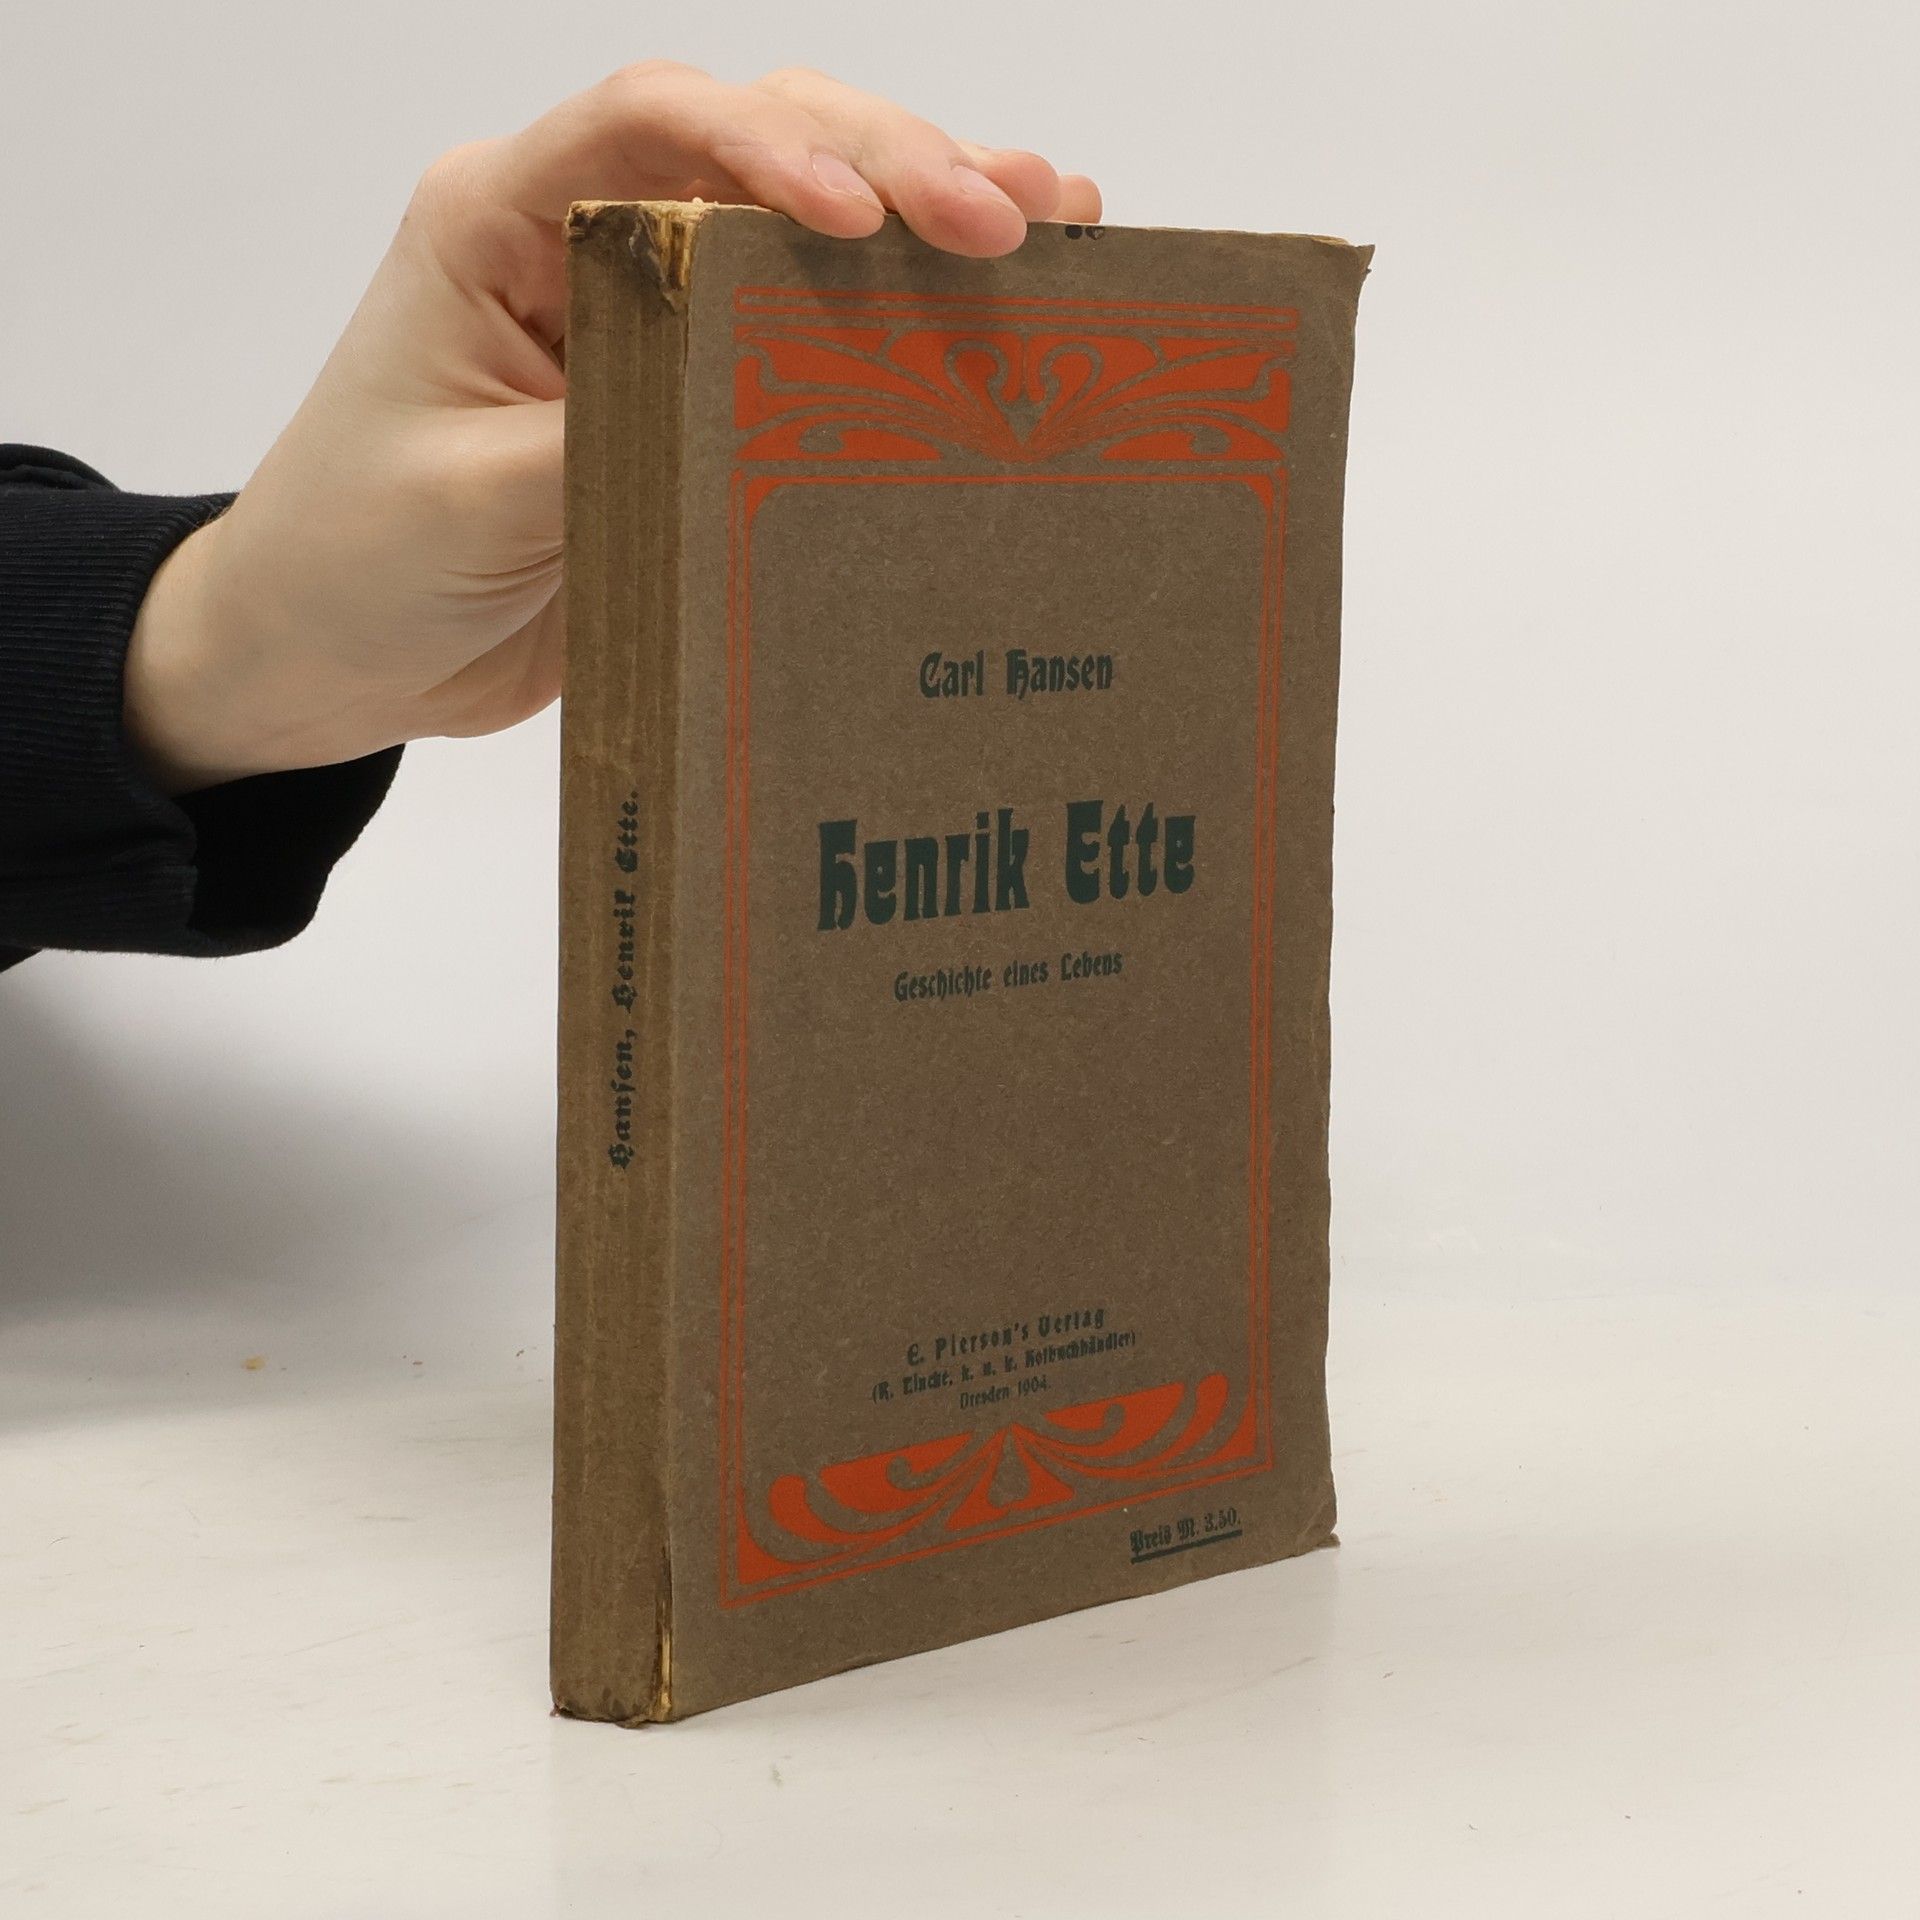 Hansen, Henrik Ette.
Carl Hansen
Henrik Ette
Geschichte eines Lebens
E. Pierson's Verlag
(R. Lincke, k. u. k. Hofbuchhändler)
Dresden 1904.
Preis M. 3.50.